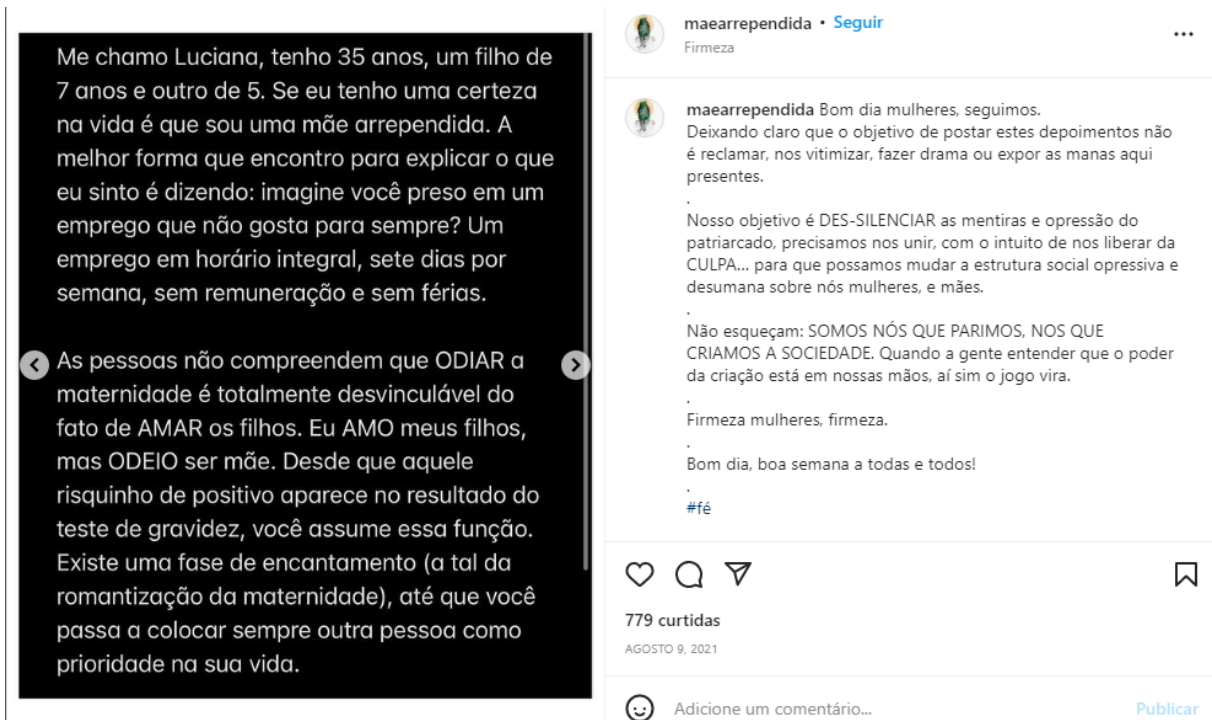 Me chamo Luciana, tenho 35 anos, um filho de
7 anos e outro de 5. Se eu tenho uma certeza
na vida é que sou uma mãe arrependida. A
melhor forma que encontro para explicar o que
eu sinto é dizendo: imagine você preso em um
emprego que não gosta para sempre? Um
emprego em horário integral, sete dias por
semana, sem remuneração e sem férias.
As pessoas não compreendem que ODIAR a
maternidade é totalmente desvinculável do
fato de AMAR os filhos. Eu AMO meus filhos,
mas ODEIO ser mãe. Desde que aquele
risquinho de positivo aparece no resultado do
teste de gravidez, você assume essa função.
Existe uma fase de encantamento (a tal da
romantização da maternidade), até que você
passa a colocar sempre outra pessoa como
prioridade na sua vida.
maearrependida • Seguir
Firmeza
maearrependida Bom dia mulheres, seguimos.
Deixando claro que o objetivo de postar estes depoimentos não
é reclamar, nos vitimizar, fazer drama ou expor as manas aqui
presentes.
.
Nosso objetivo é DES-SILENCIAR as mentiras e opressão do
patriarcado, precisamos nos unir, com o intuito de nos liberar da
CULPA... para que possamos mudar a estrutura social opressiva e
desumana sobre nós mulheres, e mães.
.
Não esqueçam: SOMOS NÓS QUE PARIMOS, NOS QUE
CRIAMOS A SOCIEDADE. Quando a gente entender que o poder
da criação está em nossas mãos, aí sim o jogo vira.
.
Firmeza mulheres, firmeza.
.
Bom dia, boa semana a todas e todos!
.
#fé
779 curtidas
AGOSTO 9, 2021
Adicione um comentário...
Publicar